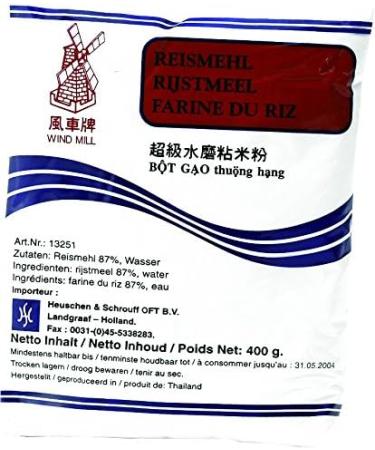 REISMEHL
RIJSTMEEL
FARINE DU RIZ
風車牌
WIND MILL
超級水磨粘米粉
BỘT GẠO thuộng hạng
Art.Nr.: 13251
Zutaten: Reismehl 87%, Wasser
Ingredienten: rijstmeel 87%, water
Ingrédients: farine du riz 87%, eau
Importeur :
Heuschen & Schrouff OFT B.V.
Landgraaf – Holland.
Fax : 0031-(0)45-5338283.
Netto Inhalt / Netto Inhoud / Poids Net: 400 g.
Mindestens haltbar bis / tenminste houdbaar tot / à consommer jusqu'au : 31.05.2004
Trocken lagern / droog bewaren / tenir au sec.
Hergestellt / geproduceerd in / produit de: Thailand